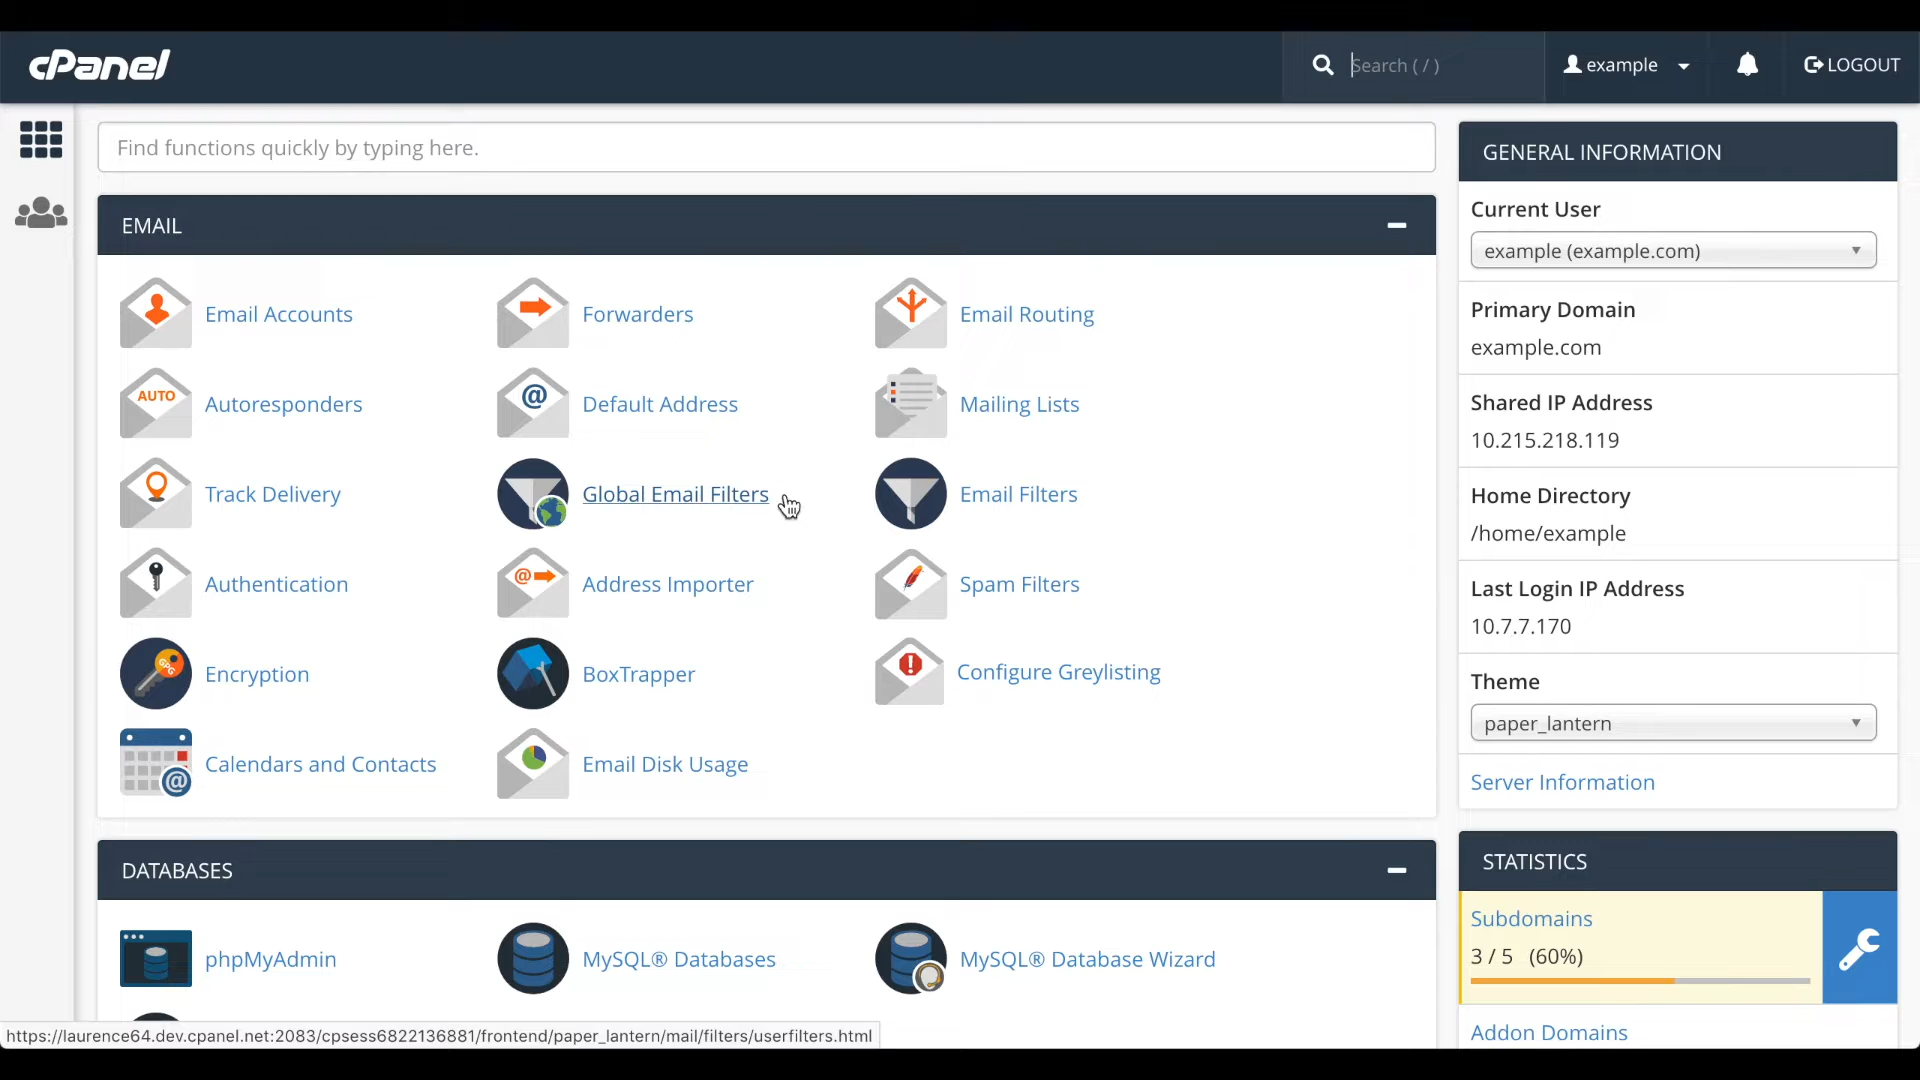 cPanel
Search ( / )
example
LOGOUT
Find functions quickly by typing here.
EMAIL
Email Accounts
Forwarders
Email Routing
AUTO
Autoresponders
@
Default Address
Mailing Lists
Track Delivery
Global Email Filters
Email Filters
Authentication
@
Address Importer
Spam Filters
GPG
Encryption
BoxTrapper
!
Configure Greylisting
@
Calendars and Contacts
Email Disk Usage
DATABASES
phpMyAdmin
MySQL® Databases
MySQL® Database Wizard
https://laurence64.dev.cpanel.net:2083/cpsess6822136881/frontend/paper_lantern/mail/filters/userfilters.html
GENERAL INFORMATION
Current User
example (example.com)
Primary Domain
example.com
Shared IP Address
10.215.218.119
Home Directory
/home/example
Last Login IP Address
10.7.7.170
Theme
paper_lantern
Server Information
STATISTICS
Subdomains
3 / 5 (60%)
Addon Domains